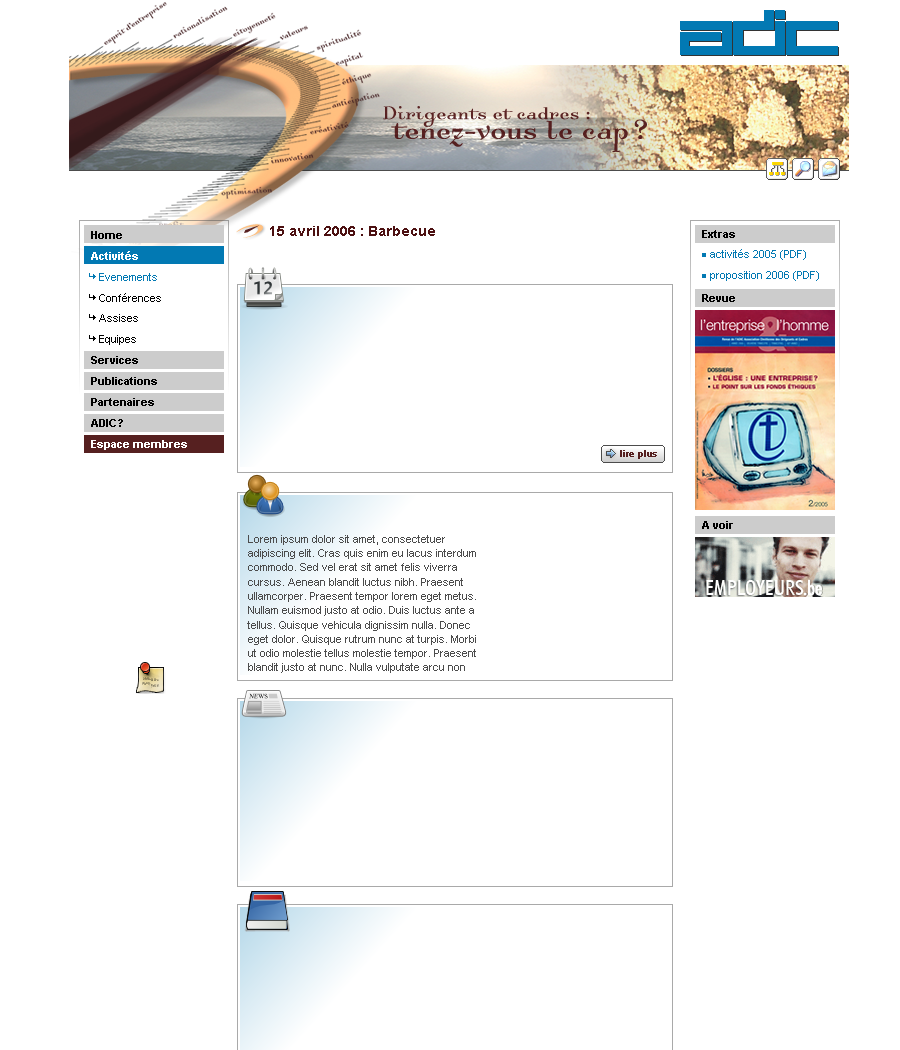 esprit d'entreprise
rationalisation
citoyenneté
valeurs
spiritualité
capital
éthique
anticipation
créativité
innovation
optimisation
adic
Dirigeants et cadres :
tenez-vous le cap ?
Home
Activités
Evenements
Conférences
Assises
Equipes
Services
Publications
Partenaires
ADIC?
Espace membres
15 avril 2006 : Barbecue
12
lire plus
Lorem ipsum dolor sit amet, consectetuer
adipiscing elit. Cras quis enim eu lacus interdum
commodo. Sed vel erat sit amet felis viverra
cursus. Aenean blandit luctus nibh. Praesent
ullamcorper. Praesent tempor lorem eget metus.
Nullam euismod justo at odio. Duis luctus ante a
tellus. Quisque vehicula dignissim nulla. Donec
eget dolor. Quisque rutrum nunc at turpis. Morbi
ut odio molestie tellus molestie tempor. Praesent
blandit justo at nunc. Nulla vulputate arcu non
NEWS
Extras
activités 2005 (PDF)
proposition 2006 (PDF)
Revue
l'entreprise & l'homme
DOSSIERS
• L'ÉGLISE : UNE ENTREPRISE ?
• LE POINT SUR LES FONDS ÉTHIQUES
2/2005
A voir
EMPLOYEURS.be